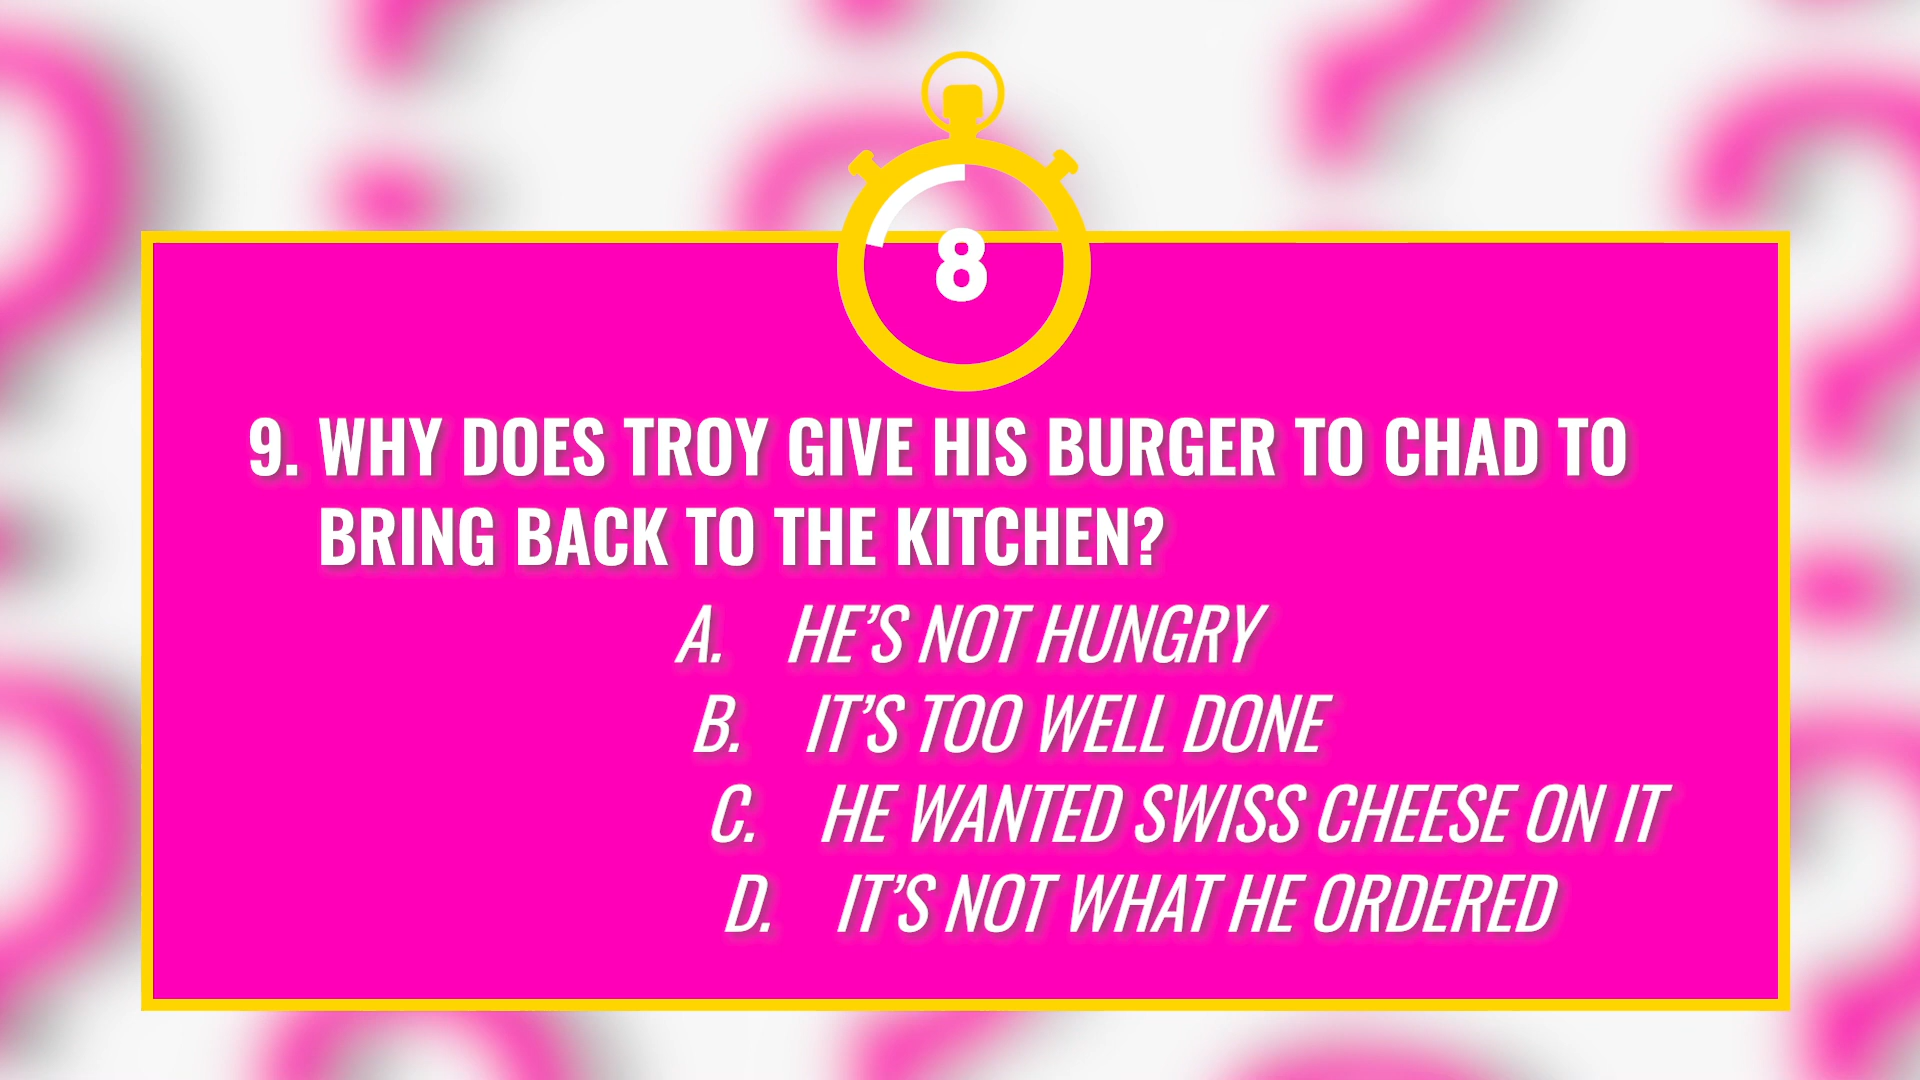 8
9. WHY DOES TROY GIVE HIS BURGER TO CHAD TO
BRING BACK TO THE KITCHEN?
A. HE’S NOT HUNGRY
B. IT’S TOO WELL DONE
C. HE WANTED SWISS CHEESE ON IT
D. IT’S NOT WHAT HE ORDERED